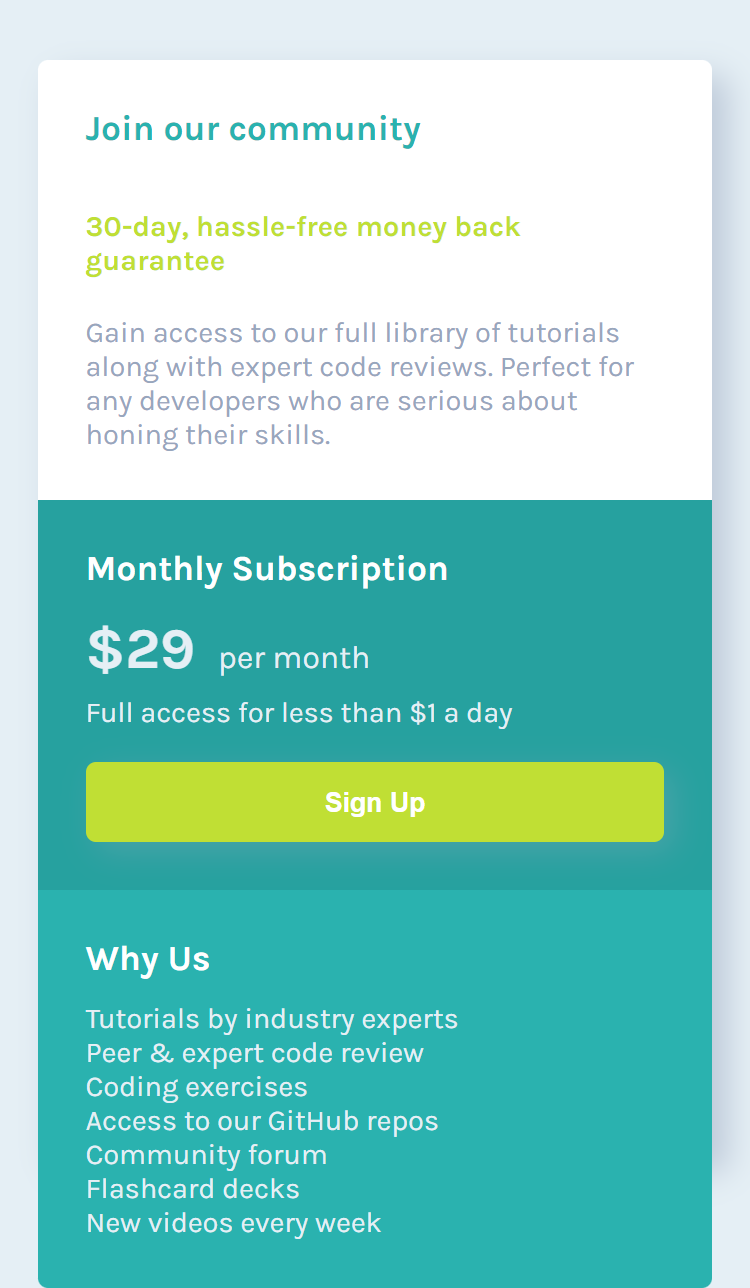 Join our community
30-day, hassle-free money back
guarantee
Gain access to our full library of tutorials
along with expert code reviews. Perfect for
any developers who are serious about
honing their skills.
Monthly Subscription
$29 per month
Full access for less than $1 a day
Sign Up
Why Us
Tutorials by industry experts
Peer & expert code review
Coding exercises
Access to our GitHub repos
Community forum
Flashcard decks
New videos every week